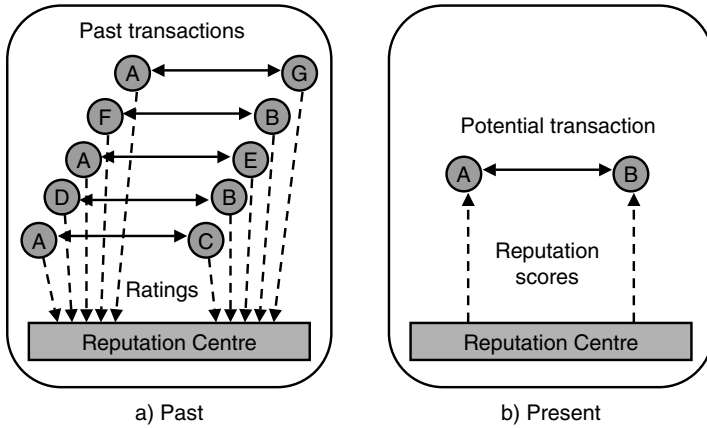 Past transactions
A
G
F
B
A
E
D
B
A
C
Ratings
Reputation Centre
a) Past
Potential transaction
A
B
Reputation
scores
Reputation Centre
b) Present